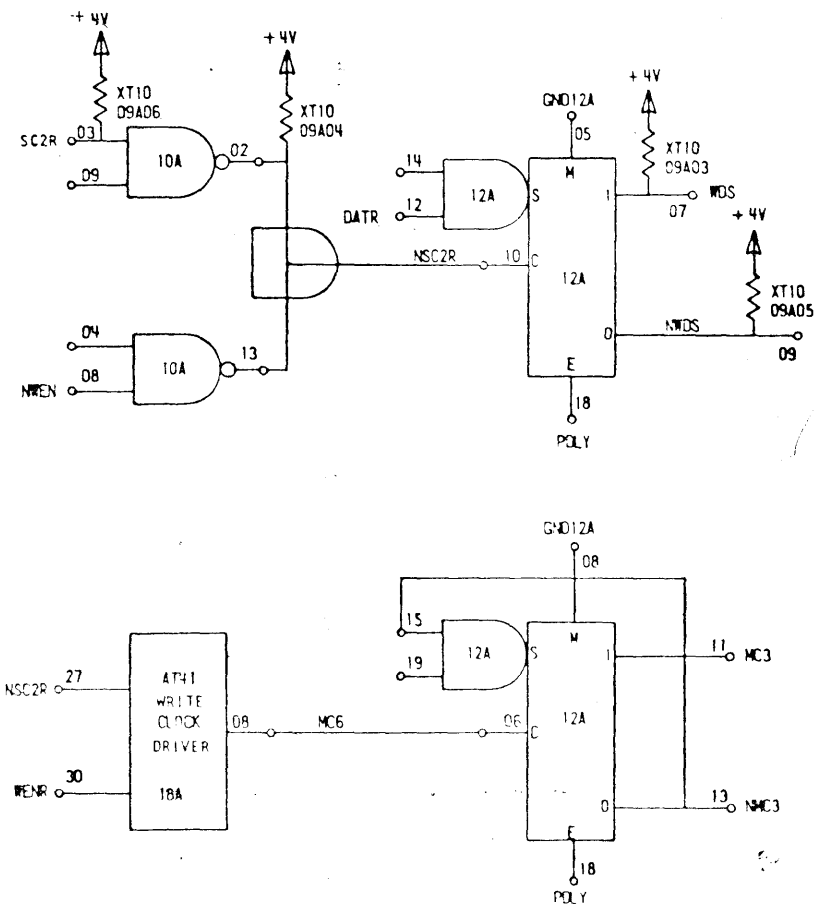 + 4V
+ 4V
XT10
09A06
SC2R
03
09
10A
02
XT10
09A04
GND12A
05
+ 4V
XT10
09A03
14
12
DATR
12A
S
M
1
07
WDS
+ 4V
NSC2R
10
C
12A
XT10
09A05
0
NWDS
09
04
08
NWEN
10A
13
E
18
POLY
GND12A
08
15
19
12A
S
M
1
11
MC3
NSC2R
27
AT41
WRITE
CLOCK
DRIVER
18A
08
MC6
06
C
12A
WENR
30
0
13
NMC3
E
18
POLY